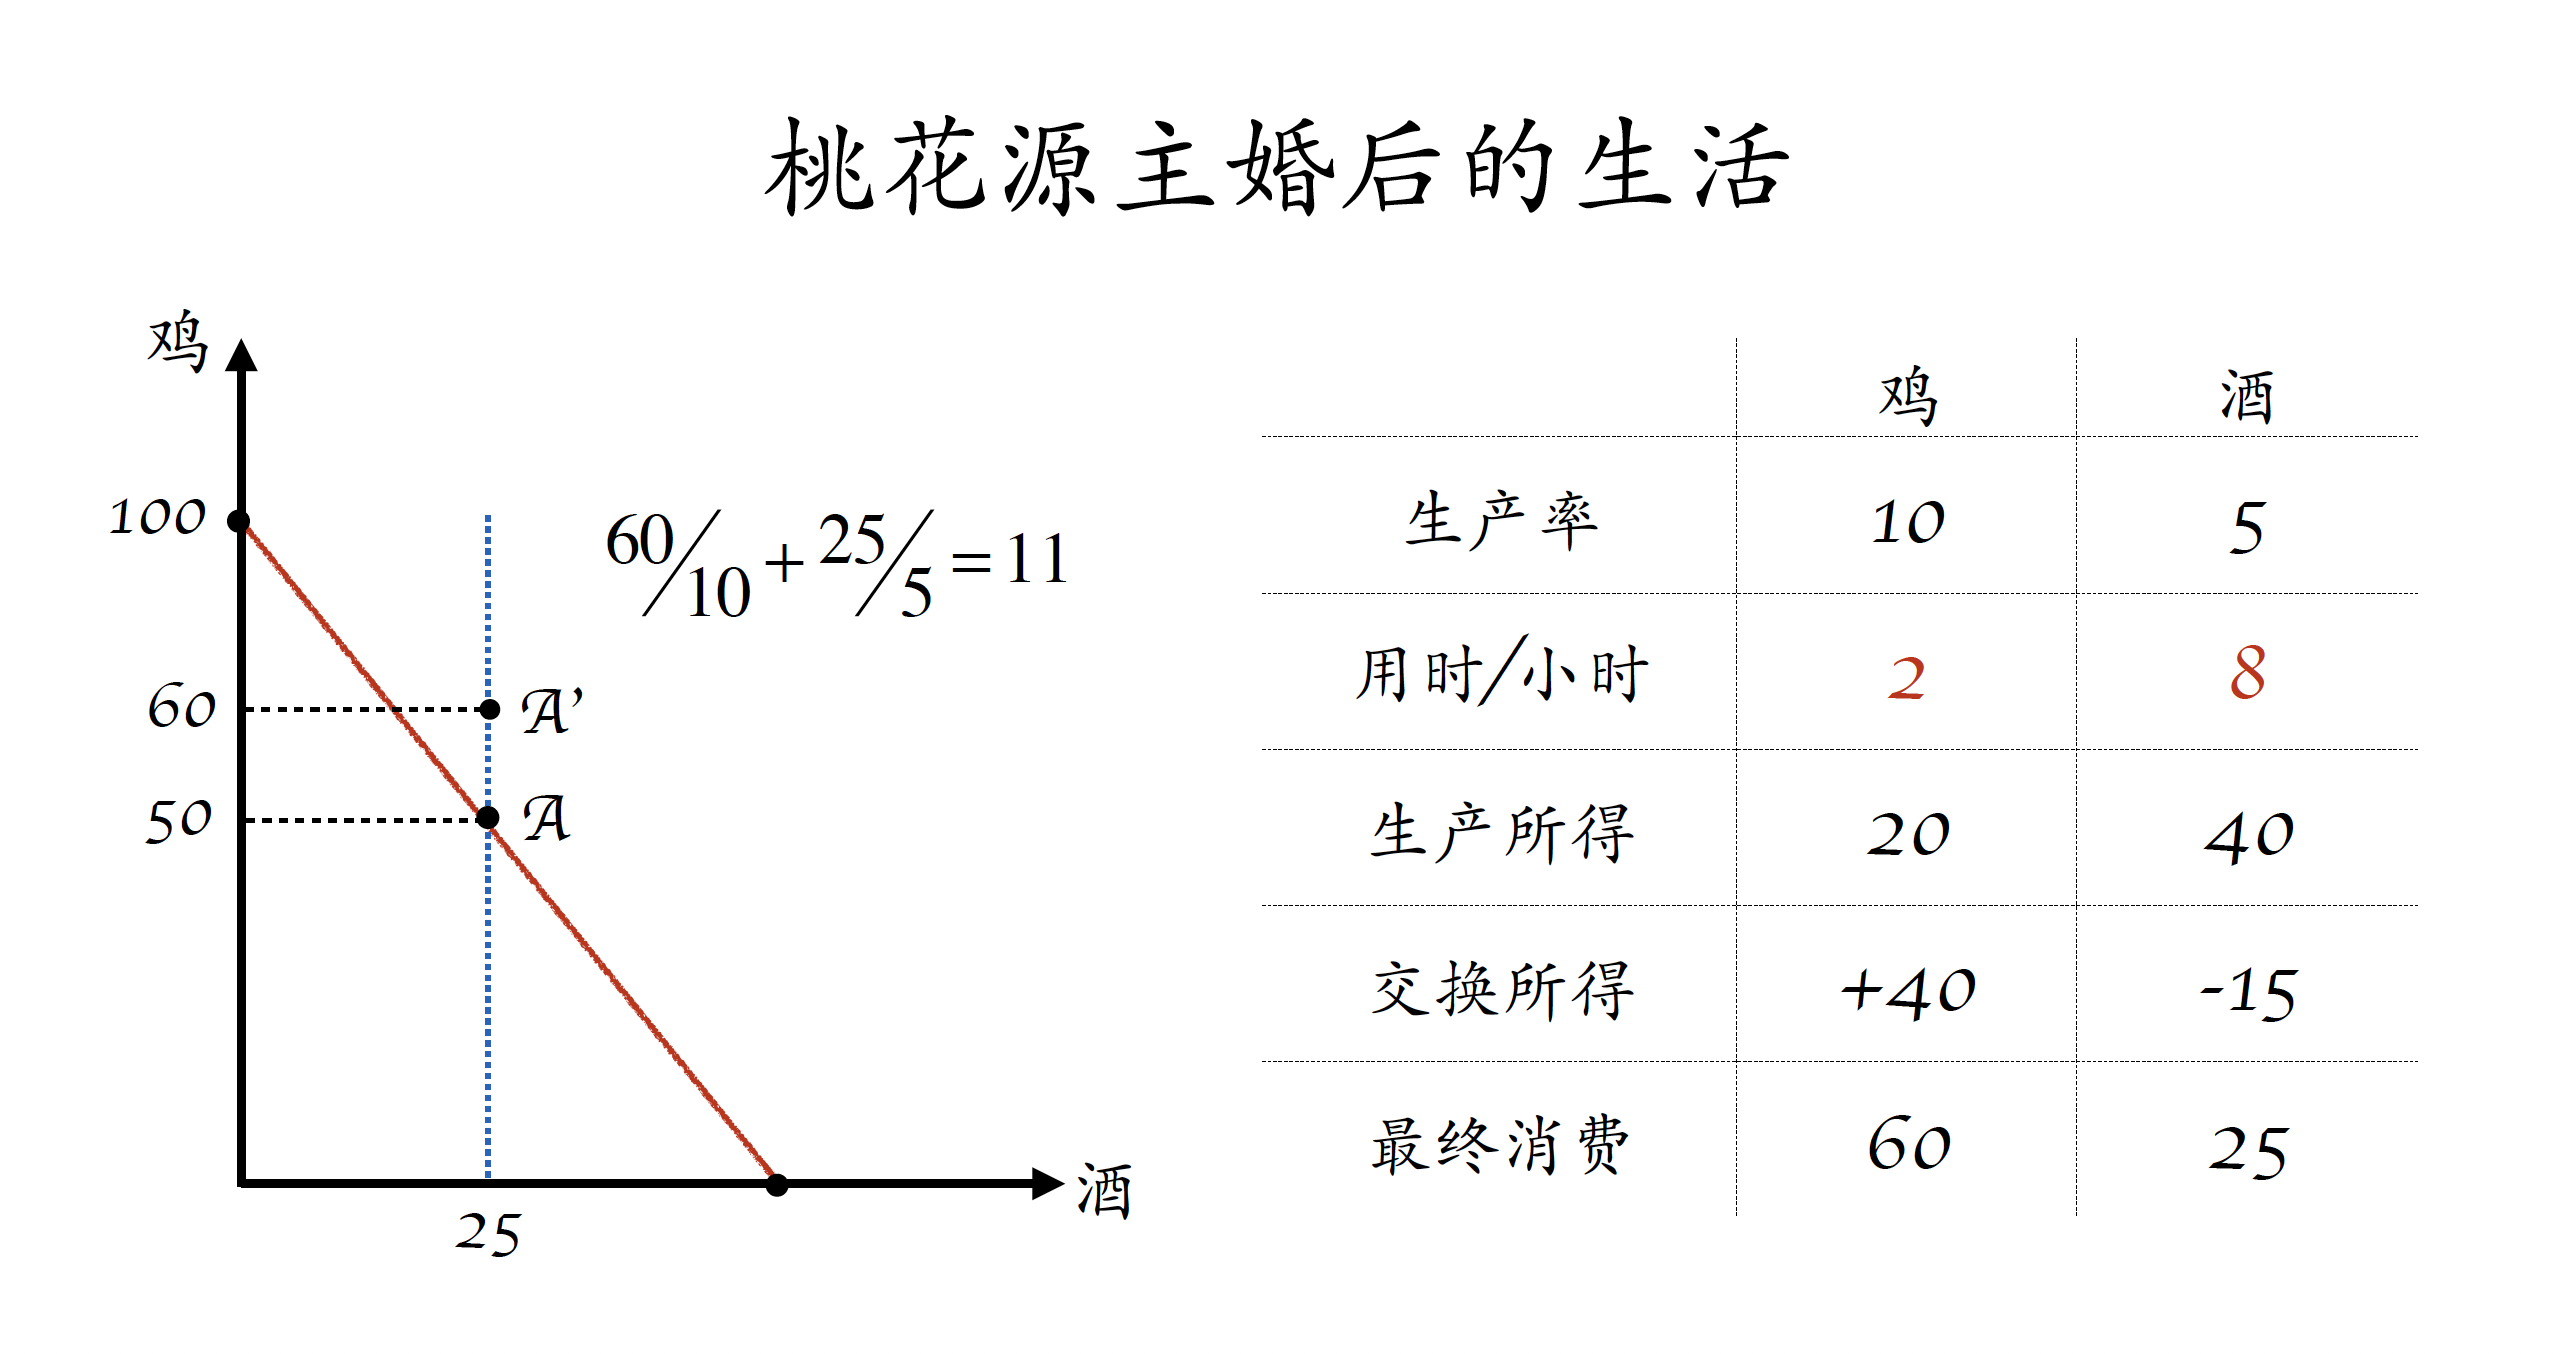 桃花源主婚后的生活
鸡
100
60
50
A'
A
25
酒
60/10 + 25/5 = 11
鸡 酒
生产率 10 5
用时/小时 2 8
生产所得 20 40
交换所得 +40 -15
最终消费 60 25